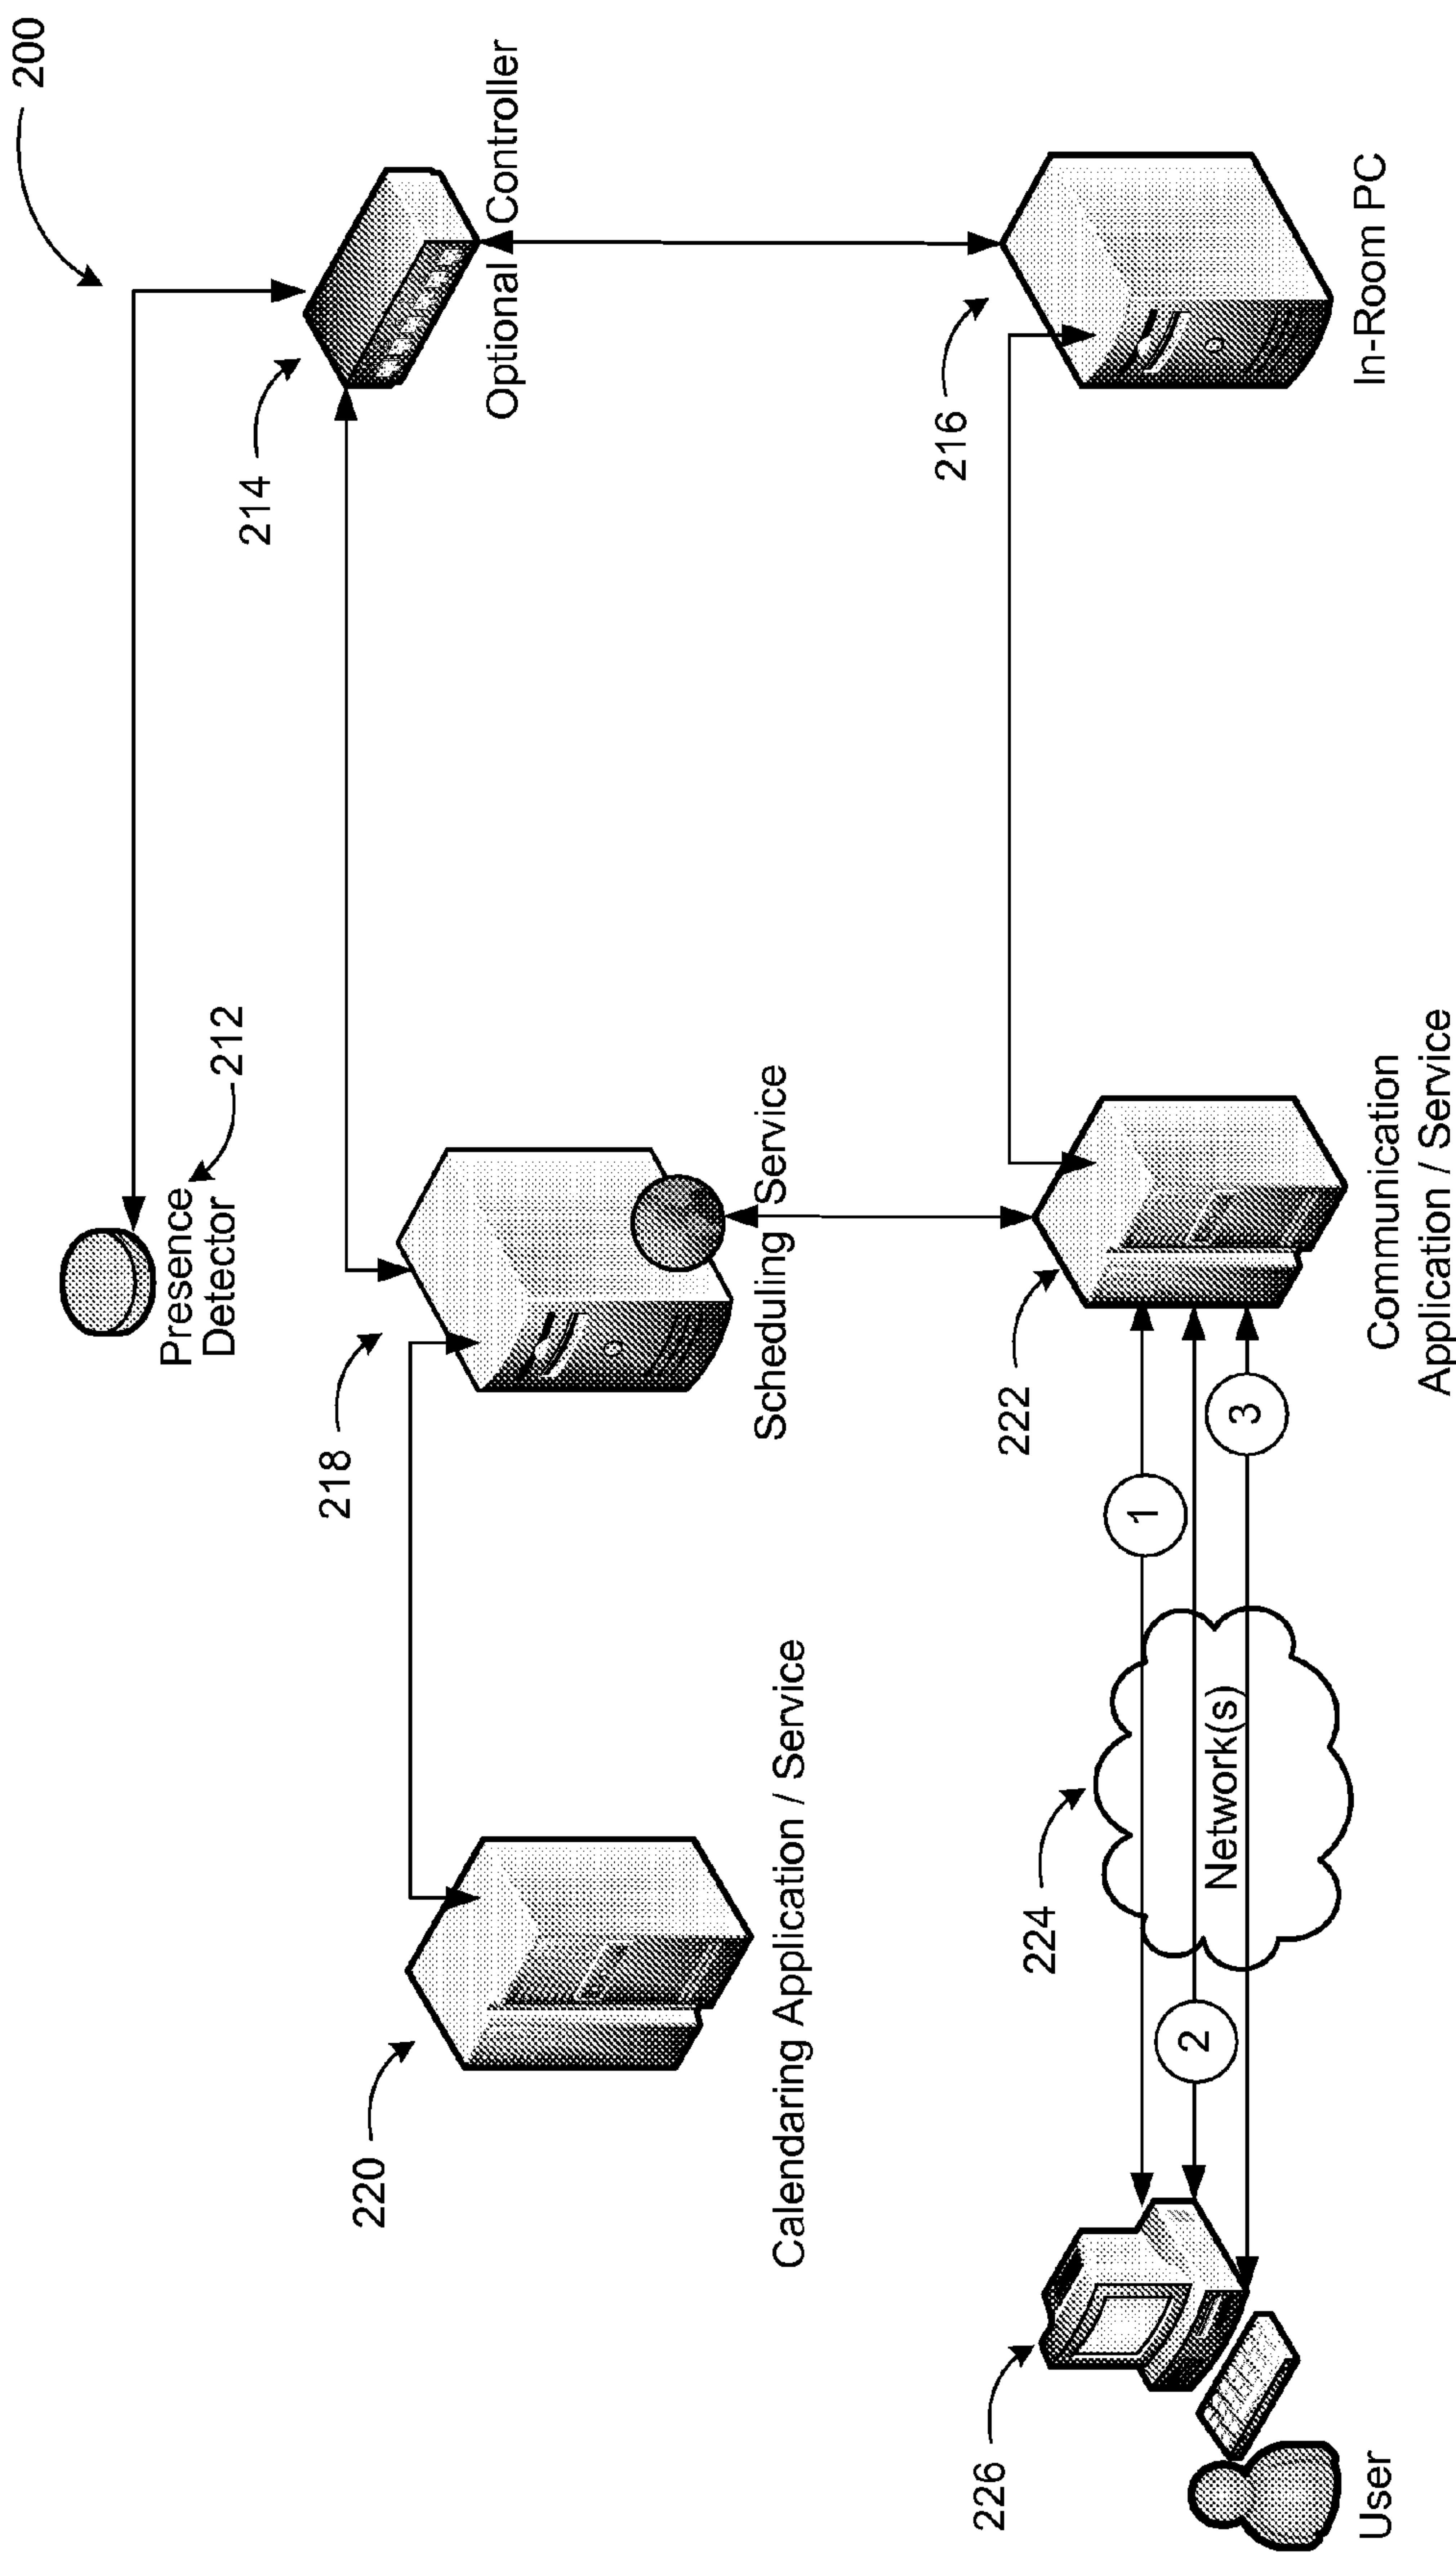 200
Presence
Detector
212
214
Optional Controller
218
Scheduling Service
220
Calendaring Application / Service
216
In-Room PC
222
Communication
Application / Service
1
2
3
224
Network(s)
226
User